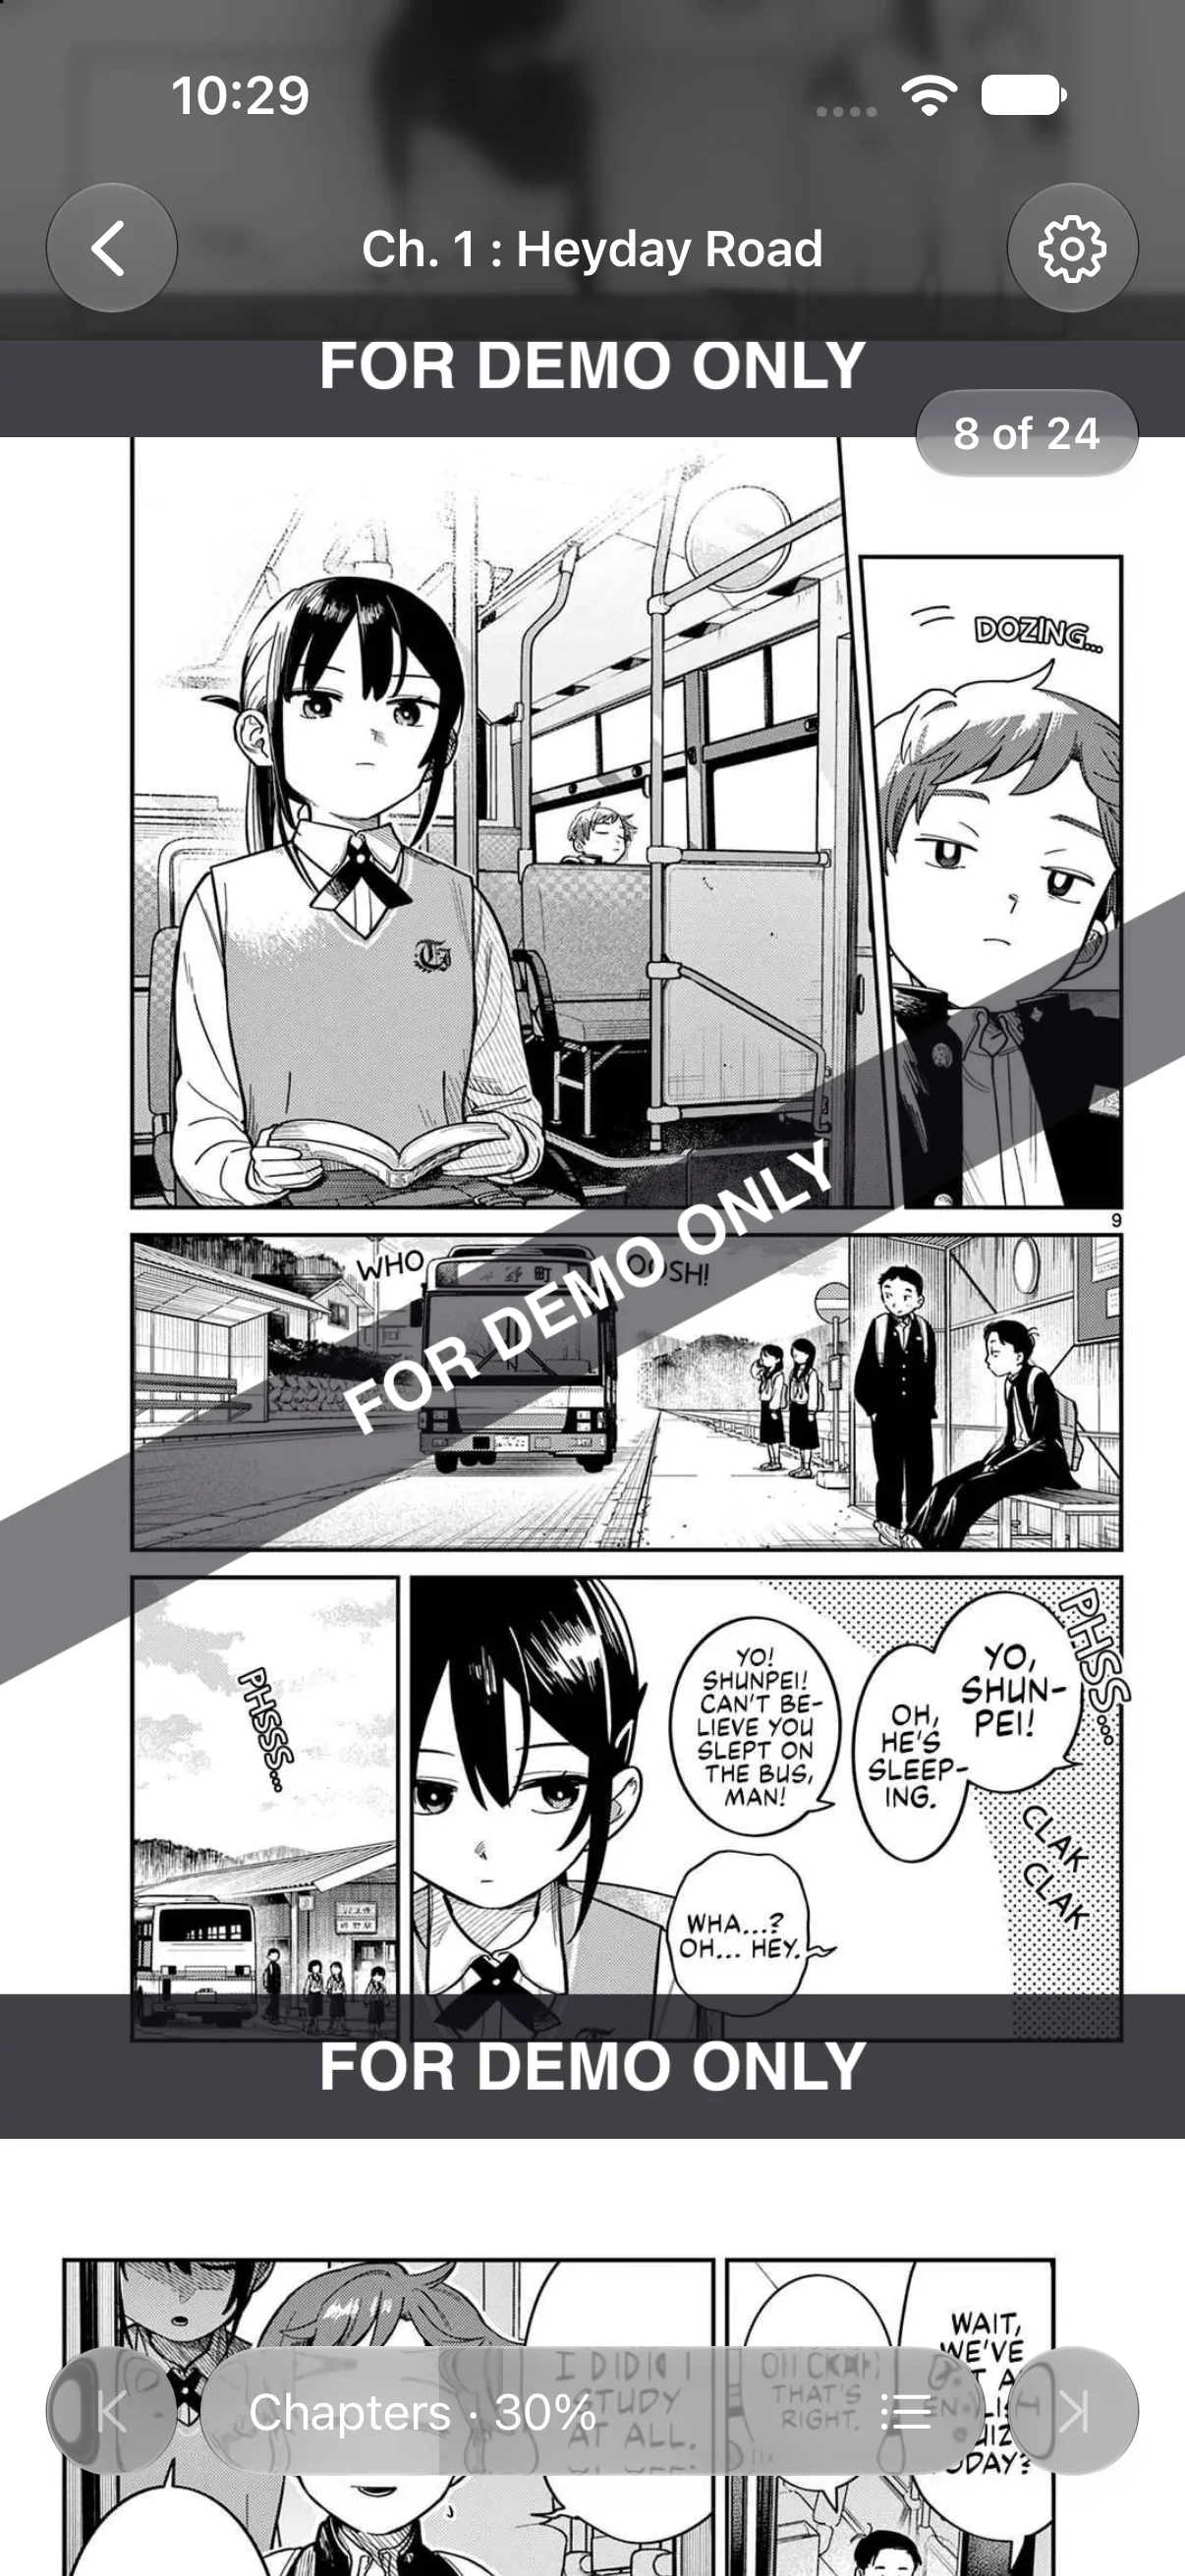 10:29
Ch. 1 : Heyday Road
FOR DEMO ONLY
8 of 24
DOZING...
9
WHO
OOSH!
FOR DEMO ONLY
PHSS...
YO,
SHUN-
PEI!
OH,
HE'S
SLEEP-
ING.
CLAK
CLAK
YO!
SHUNPEI!
CAN'T BE-
LIEVE YOU
SLEPT ON
THE BUS,
MAN!
WHA...?
OH... HEY.
PHSSS...
FOR DEMO ONLY
WAIT,
WE'VE
THAT'S
RIGHT.
STUDY
AT ALL.
Chapters · 30%